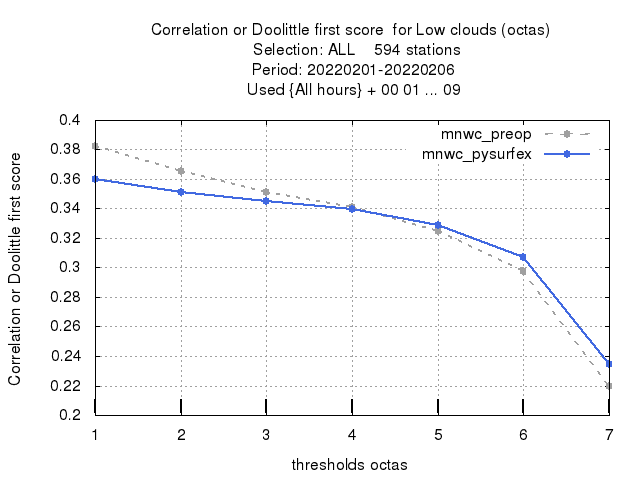 Correlation or Doolittle first score  for Low clouds (octas)
Selection: ALL    594 stations
Period: 20220201-20220206
Used {All hours} + 00 01 ... 09
mnwc_preop
mnwc_pysurfex
Correlation or Doolittle first score
0.4
0.38
0.36
0.34
0.32
0.3
0.28
0.26
0.24
0.22
0.2
1 2 3 4 5 6 7
thresholds octas